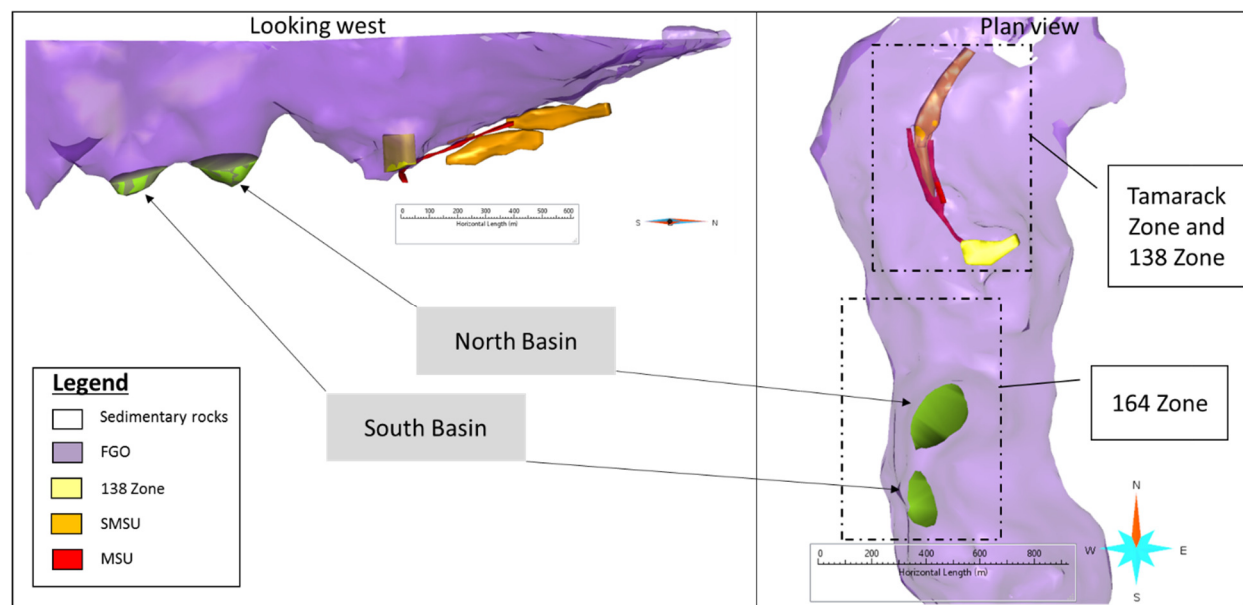 Looking west
0 100 200 300 400 500 600
Horizontal Length (m)
S N
North Basin
South Basin
Legend
Sedimentary rocks
FGO
138 Zone
SMSU
MSU
Plan view
Tamarack
Zone and
138 Zone
164 Zone
N
W E
S
0 200 400 600 800
Horizontal Length (m)